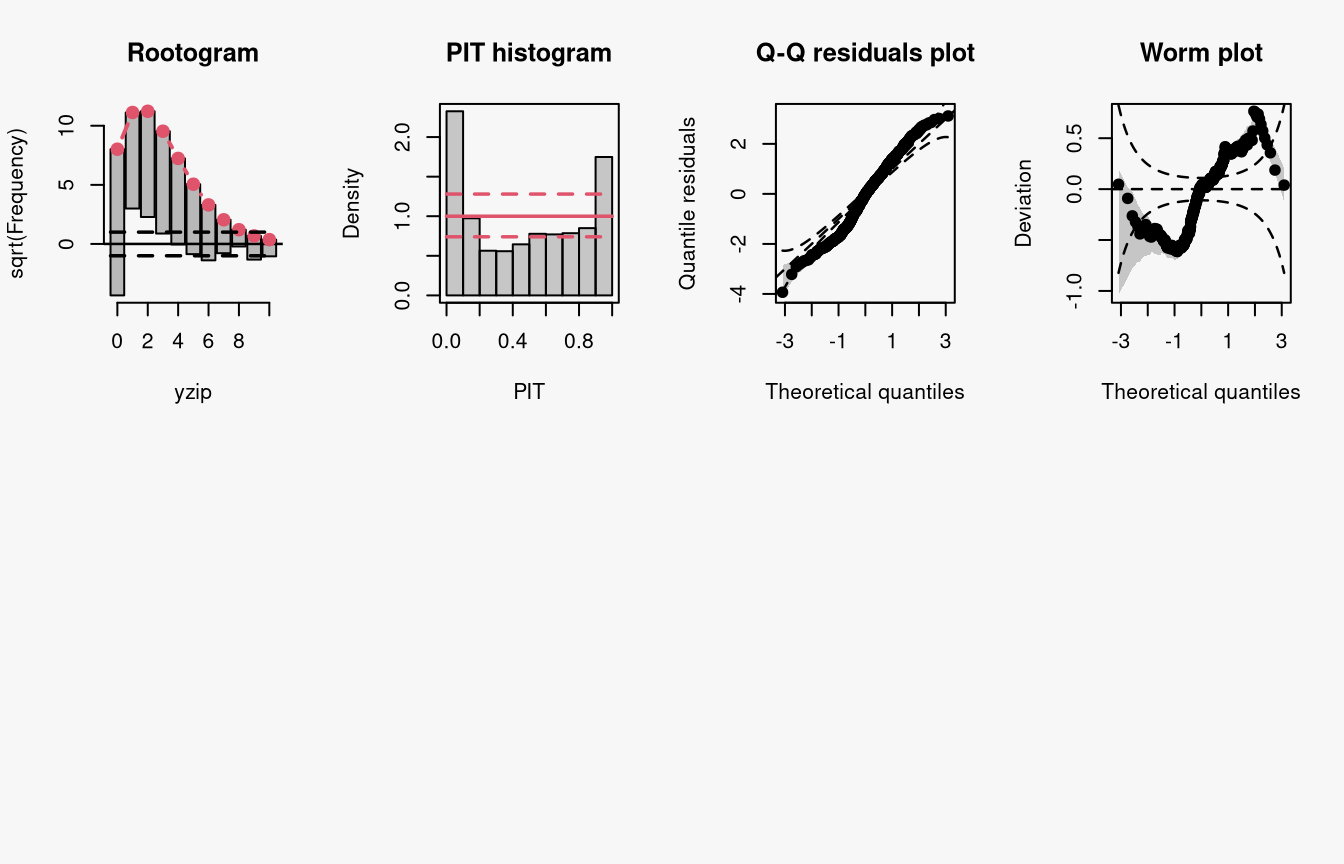 Rootogram
sqrt(Frequency)
10
5
0
0 2 4 6 8
yzip
PIT histogram
Density
2.0
1.0
0.0
0.0 0.4 0.8
PIT
Q-Q residuals plot
Quantile residuals
2
0
-2
-4
-3 -1 1 3
Theoretical quantiles
Worm plot
Deviation
0.5
0.0
-1.0
-3 -1 1 3
Theoretical quantiles